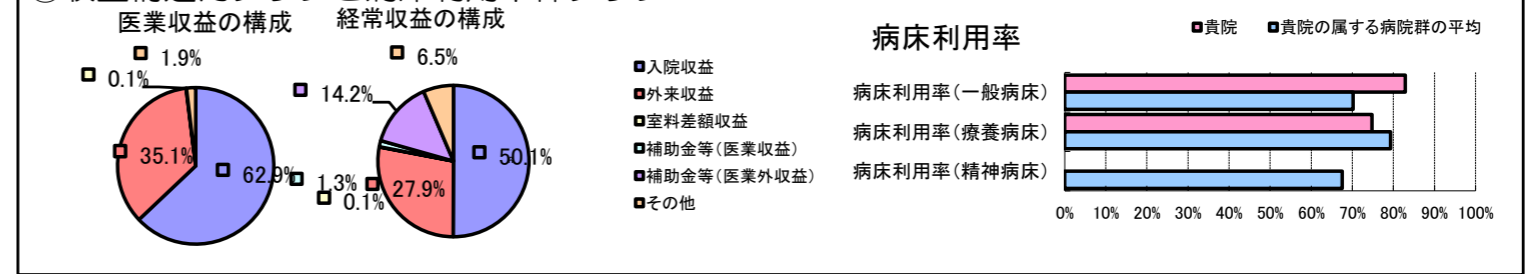 医業収益の構成
1.9%
0.1%
35.1%
62.9%
経常収益の構成
6.5%
14.2%
50.1%
1.3%
0.1%
27.9%
■入院収益
■外来収益
■室料差額収益
■補助金等(医業収益)
■補助金等(医業外収益)
■その他
病床利用率
■貴院 ■貴院の属する病院群の平均
病床利用率(一般病床)
病床利用率(療養病床)
病床利用率(精神病床)
0% 10% 20% 30% 40% 50% 60% 70% 80% 90% 100%